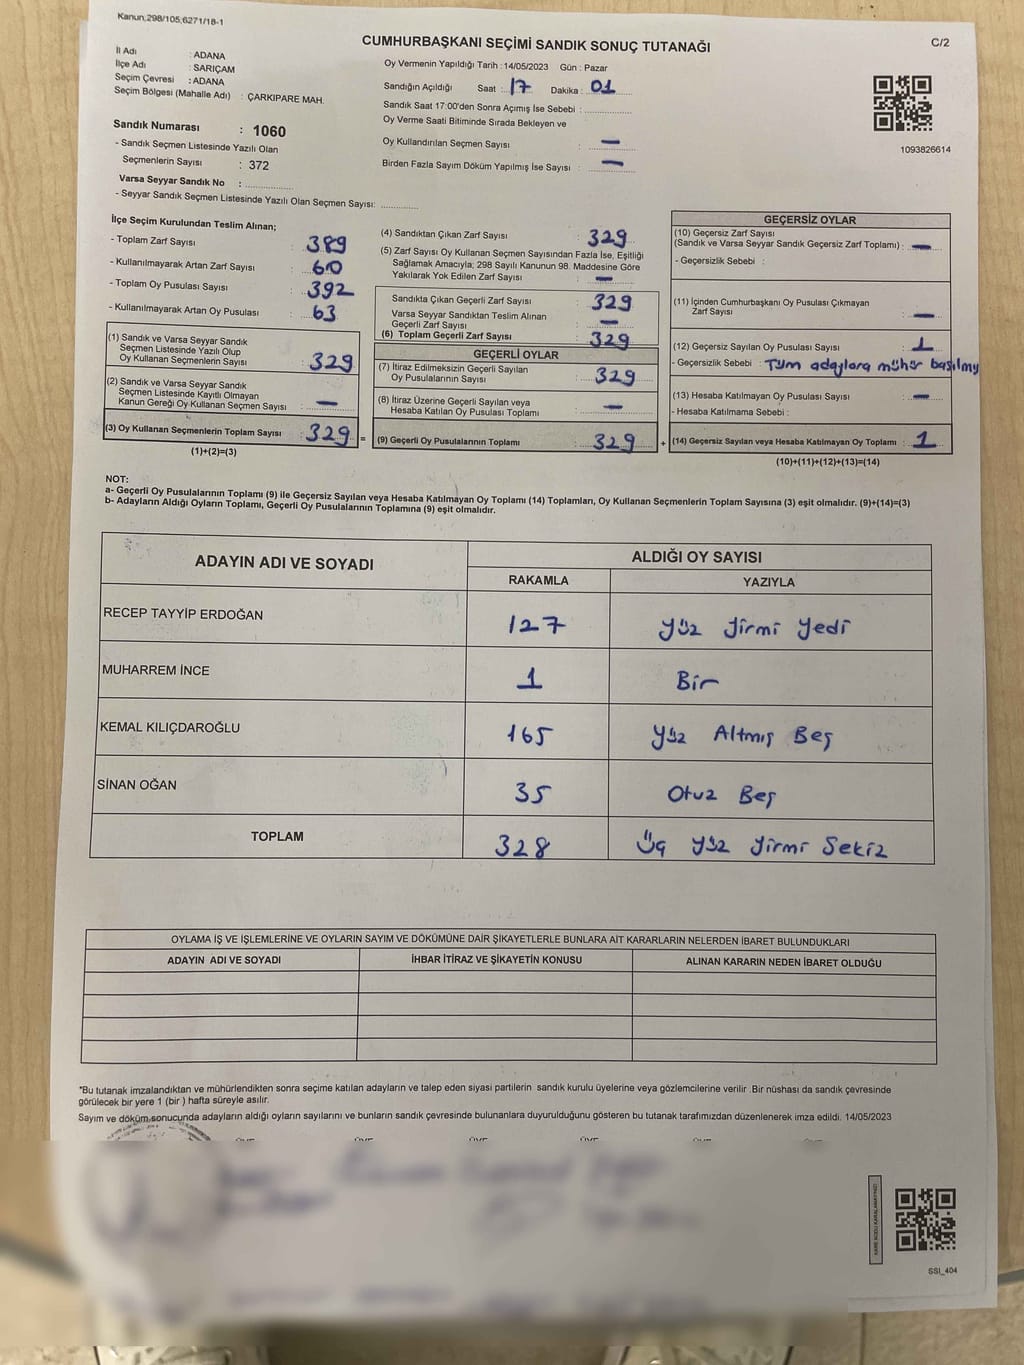 Kanun,298/105,6271/18-1
CUMHURBAŞKANI SEÇİMİ SANDIK SONUÇ TUTANAĞI
C/2
İl Adı : ADANA
İlçe Adı : SARIÇAM
Seçim Çevresi : ADANA
Seçim Bölgesi (Mahalle Adı) : ÇARKIPARE MAH.
Sandık Numarası : 1060
- Sandık Seçmen Listesinde Yazılı Olan
Seçmenlerin Sayısı : 372
Varsa Seyyar Sandık No :
- Seyyar Sandık Seçmen Listesinde Yazılı Olan Seçmen Sayısı:
Oy Vermenin Yapıldığı Tarih : 14/05/2023 Gün : Pazar
Sandığın Açıldığı Saat : 17 Dakika : 01
Sandık Saat 17:00'den Sonra Açımış İse Sebebi :
Oy Verme Saati Bitiminde Sırada Bekleyen ve
Oy Kullandırılan Seçmen Sayısı : —
Birden Fazla Sayım Döküm Yapılmış İse Sayısı : —
1093826614
İlçe Seçim Kurulundan Teslim Alınan;
- Toplam Zarf Sayısı : 389
- Kullanılmayarak Artan Zarf Sayısı : 60
- Toplam Oy Pusulası Sayısı : 392
- Kullanılmayarak Artan Oy Pusulası : 63
(1) Sandık ve Varsa Seyyar Sandık
Seçmen Listesinde Yazılı Olup
Oy Kullanan Seçmenlerin Sayısı : 329
(2) Sandık ve Varsa Seyyar Sandık
Seçmen Listesinde Kayıtlı Olmayan
Kanun Gereği Oy Kullanan Seçmen Sayısı : —
(3) Oy Kullanan Seçmenlerin Toplam Sayısı : 329 =
(1)+(2)=(3)
(4) Sandıktan Çıkan Zarf Sayısı : 329
(5) Zarf Sayısı Oy Kullanan Seçmen Sayısından Fazla İse, Eşitliği
Sağlamak Amacıyla; 298 Sayılı Kanunun 98. Maddesine Göre
Yakılarak Yok Edilen Zarf Sayısı : —
Sandıkta Çıkan Geçerli Zarf Sayısı : 329
Varsa Seyyar Sandıktan Teslim Alınan
Geçerli Zarf Sayısı : —
(6) Toplam Geçerli Zarf Sayısı : 329
GEÇERLİ OYLAR
(7) İtiraz Edilmeksizin Geçerli Sayılan
Oy Pusulalarının Sayısı : 329
(8) İtiraz Üzerine Geçerli Sayılan veya
Hesaba Katılan Oy Pusulası Toplamı : —
(9) Geçerli Oy Pusulalarının Toplamı : 329 +
GEÇERSİZ OYLAR
(10) Geçersiz Zarf Sayısı
(Sandık ve Varsa Seyyar Sandık Geçersiz Zarf Toplamı) : —
- Geçersizlik Sebebi :
(11) İçinden Cumhurbaşkanı Oy Pusulası Çıkmayan
Zarf Sayısı : —
(12) Geçersiz Sayılan Oy Pusulası Sayısı : 1
- Geçersizlik Sebebi : Tüm adaylara mühür basılmış
(13) Hesaba Katılmayan Oy Pusulası Sayısı : —
- Hesaba Katılmama Sebebi :
(14) Geçersiz Sayılan veya Hesaba Katılmayan Oy Toplamı : 1
(10)+(11)+(12)+(13)=(14)
NOT:
a- Geçerli Oy Pusulalarının Toplamı (9) ile Geçersiz Sayılan veya Hesaba Katılmayan Oy Toplamı (14) Toplamları, Oy Kullanan Seçmenlerin Toplam Sayısına (3) eşit olmalıdır. (9)+(14)=(3)
b- Adayların Aldığı Oyların Toplamı, Geçerli Oy Pusulalarının Toplamına (9) eşit olmalıdır.
ADAYIN ADI VE SOYADI
ALDIĞI OY SAYISI
RAKAMLA YAZIYLA
RECEP TAYYİP ERDOĞAN 127 Yüz Yirmi Yedi
MUHARREM İNCE 1 Bir
KEMAL KILIÇDAROĞLU 165 Yüz Altmış Beş
SİNAN OĞAN 35 Otuz Beş
TOPLAM 328 Üç Yüz Yirmi Sekiz
OYLAMA İŞ VE İŞLEMLERİNE VE OYLARIN SAYIM VE DÖKÜMÜNE DAİR ŞİKAYETLERLE BUNLARA AİT KARARLARIN NELERDEN İBARET BULUNDUKLARI
ADAYIN ADI VE SOYADI İHBAR İTİRAZ VE ŞİKAYETİN KONUSU ALINAN KARARIN NEDEN İBARET OLDUĞU
*Bu tutanak imzalandıktan ve mühürlendikten sonra seçime katılan adayların ve talep eden siyasi partilerin sandık kurulu üyelerine veya gözlemcilerine verilir .Bir nüshası da sandık çevresinde
görülecek bir yere 1 (bir ) hafta süreyle asılır.
Sayım ve döküm sonucunda adayların aldığı oyların sayılarını ve bunların sandık çevresinde bulunanlara duyurulduğunu gösteren bu tutanak tarafımızdan düzenlenerek imza edildi. 14/05/2023
KARE KODU KARALAMAYINIZ!
SSI_404